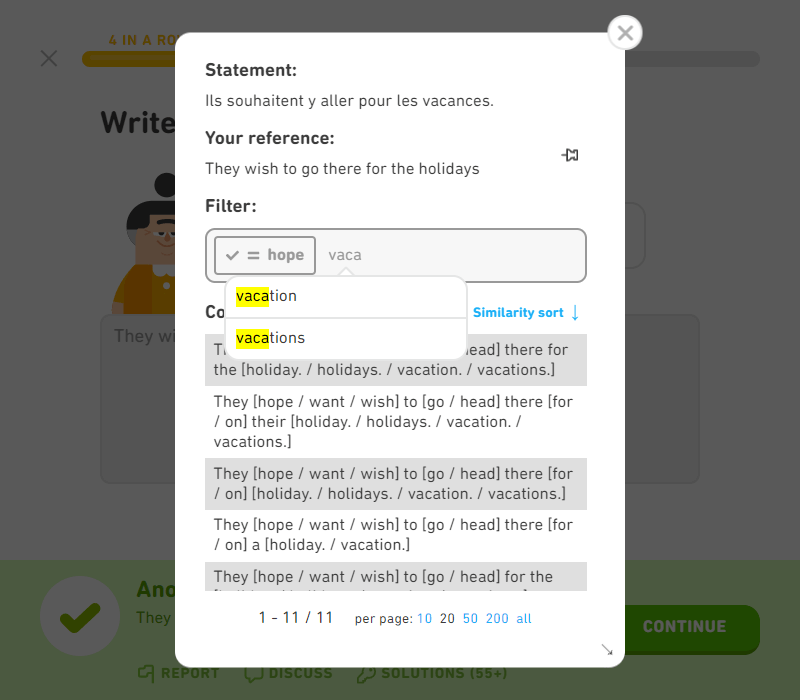 4 IN A RO
Write
Statement:
Ils souhaitent y aller pour les vacances.
Your reference:
They wish to go there for the holidays
Filter:
= hope vaca
vacation
vacations
Co
Similarity sort ↓
T
head] there for
the [holiday. / holidays. / vacation. / vacations.]
They [hope / want / wish] to [go / head] there [for
/ on] their [holiday. / holidays. / vacation. /
vacations.]
They [hope / want / wish] to [go / head] there [for
/ on] [holiday. / holidays. / vacation. / vacations.]
They [hope / want / wish] to [go / head] there [for
/ on] a [holiday. / vacation.]
They [hope / want / wish] to [go / head] for the
1 - 11 / 11 per page: 10 20 50 200 all
They wi
Ano
They
CONTINUE
REPORT DISCUSS SOLUTIONS (55+)